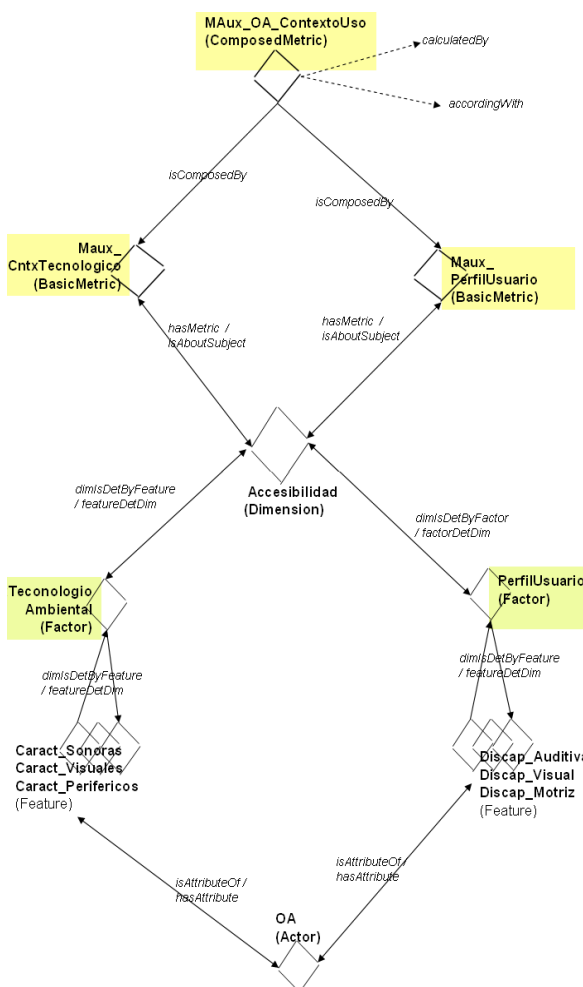 MAux_OA_ContextoUso
(ComposedMetric)
calculatedBy
accordingWith
isComposedBy
isComposedBy
Maux_
CntxTecnologico
(BasicMetric)
Maux_
PerfilUsuario
(BasicMetric)
hasMetric /
isAboutSubject
hasMetric /
isAboutSubject
Accesibilidad
(Dimension)
dimIsDetByFeature
/ featureDetDim
dimIsDetByFactor
/ factorDetDim
Teconologio
Ambiental
(Factor)
PerfilUsuario
(Factor)
dimIsDetByFeature
/ featureDetDim
dimIsDetByFeature
/ featureDetDim
Caract_Sonoras
Caract_Visuales
Caract_Perifericos
(Feature)
Discap_Auditiva
Discap_Visual
Discap_Motriz
(Feature)
isAttributeOf /
hasAttribute
isAttributeOf /
hasAttribute
OA
(Actor)